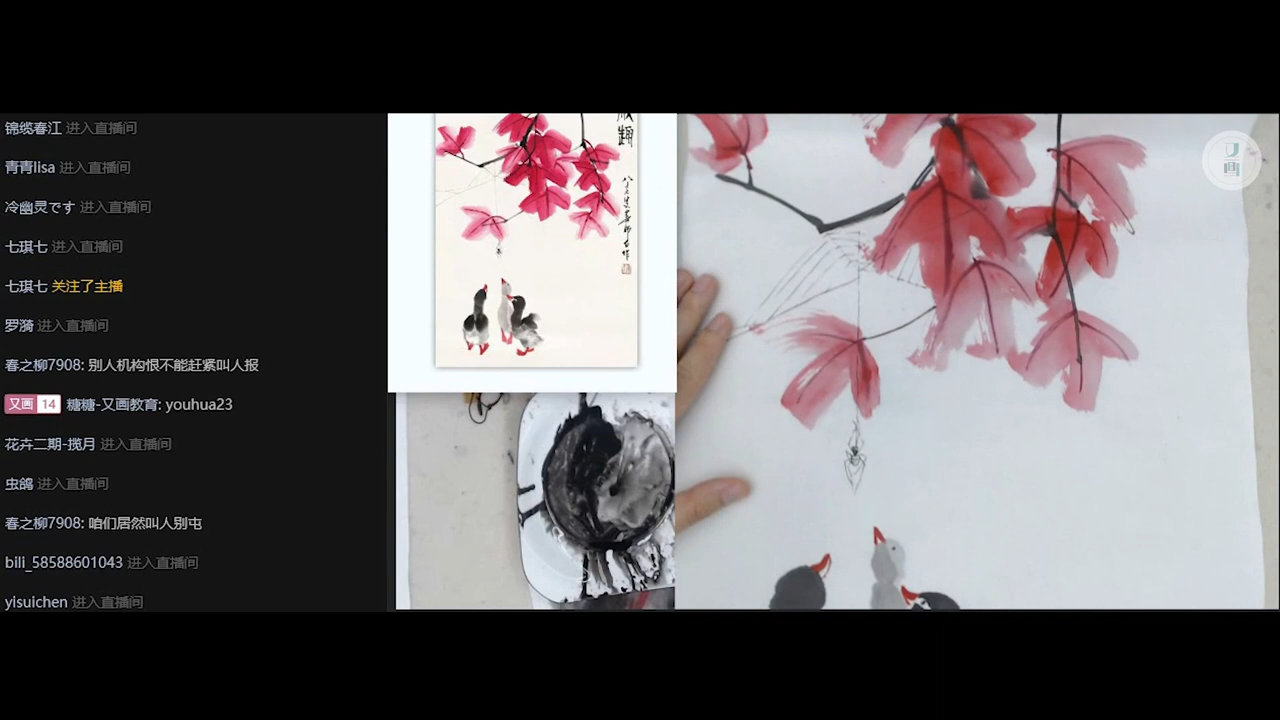 锦缆春江 进入直播间
青青lisa 进入直播间
冷幽灵です 进入直播间
七琪七 进入直播间
七琪七 关注了主播
罗漪 进入直播间
春之柳7908: 别人机构恨不能赶紧叫人报
又画 14 糖糖-又画教育: youhua23
花卉二期-揽月 进入直播间
虫鸽 进入直播间
春之柳7908: 咱们居然叫人别屯
bili_58588601043 进入直播间
yisuichen 进入直播间
趣
又画